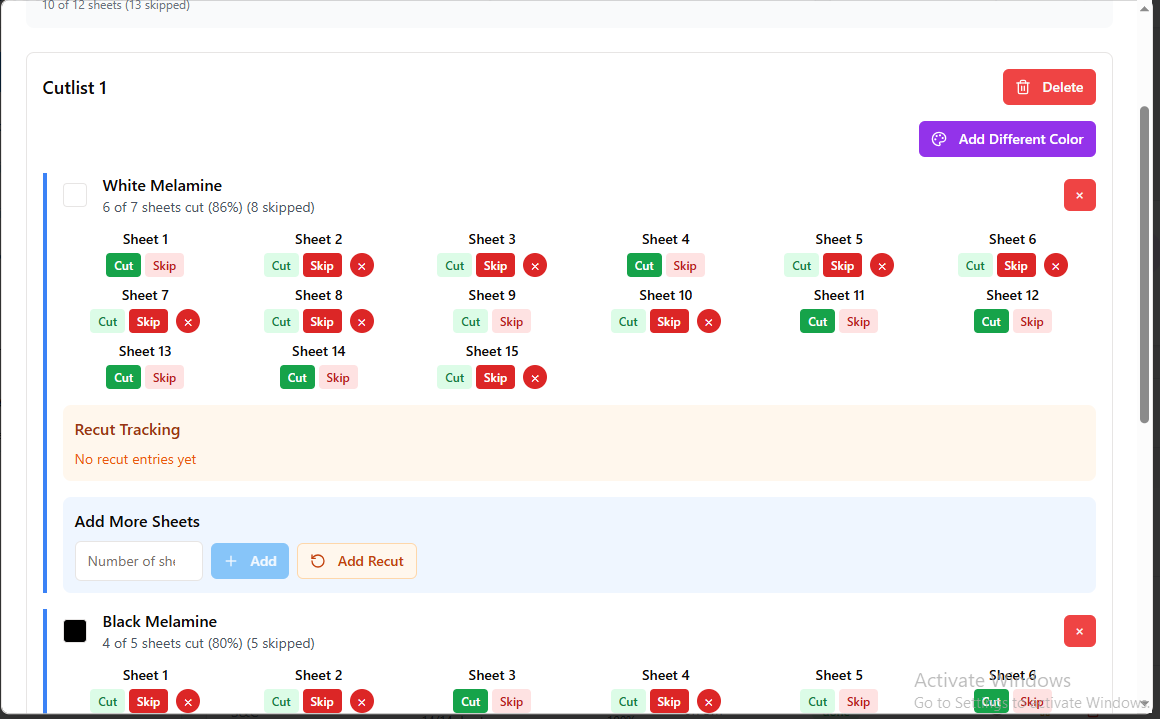 10 of 12 sheets (13 skipped)
Cutlist 1
Delete
Add Different Color
White Melamine
6 of 7 sheets cut (86%) (8 skipped)
×
Sheet 1 Sheet 2 Sheet 3 Sheet 4 Sheet 5 Sheet 6
Cut Skip Cut Skip × Cut Skip × Cut Skip Cut Skip × Cut Skip ×
Sheet 7 Sheet 8 Sheet 9 Sheet 10 Sheet 11 Sheet 12
Cut Skip × Cut Skip × Cut Skip Cut Skip × Cut Skip Cut Skip
Sheet 13 Sheet 14 Sheet 15
Cut Skip Cut Skip Cut Skip ×
Recut Tracking
No recut entries yet
Add More Sheets
Number of she + Add Add Recut
Black Melamine
4 of 5 sheets cut (80%) (5 skipped)
×
Sheet 1 Sheet 2 Sheet 3 Sheet 4 Sheet 5 Sheet 6
Cut Skip × Cut Skip × Cut Skip Cut Skip × Cut Skip Cut Skip
Activate Windows
Go to Settings to activate Windows.